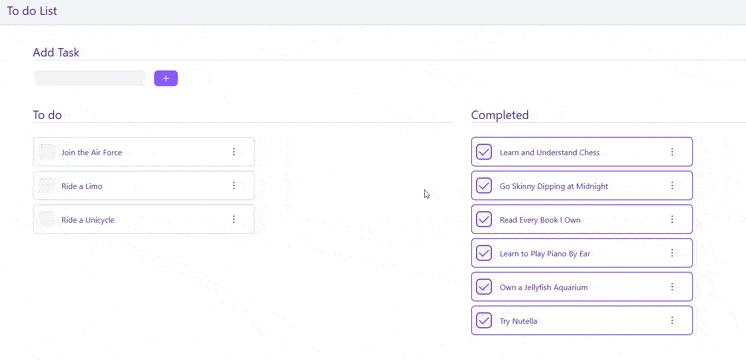 To do List
Add Task
+
To do
Join the Air Force
Ride a Limo
Ride a Unicycle
Completed
Learn and Understand Chess
Go Skinny Dipping at Midnight
Read Every Book I Own
Learn to Play Piano By Ear
Own a Jellyfish Aquarium
Try Nutella